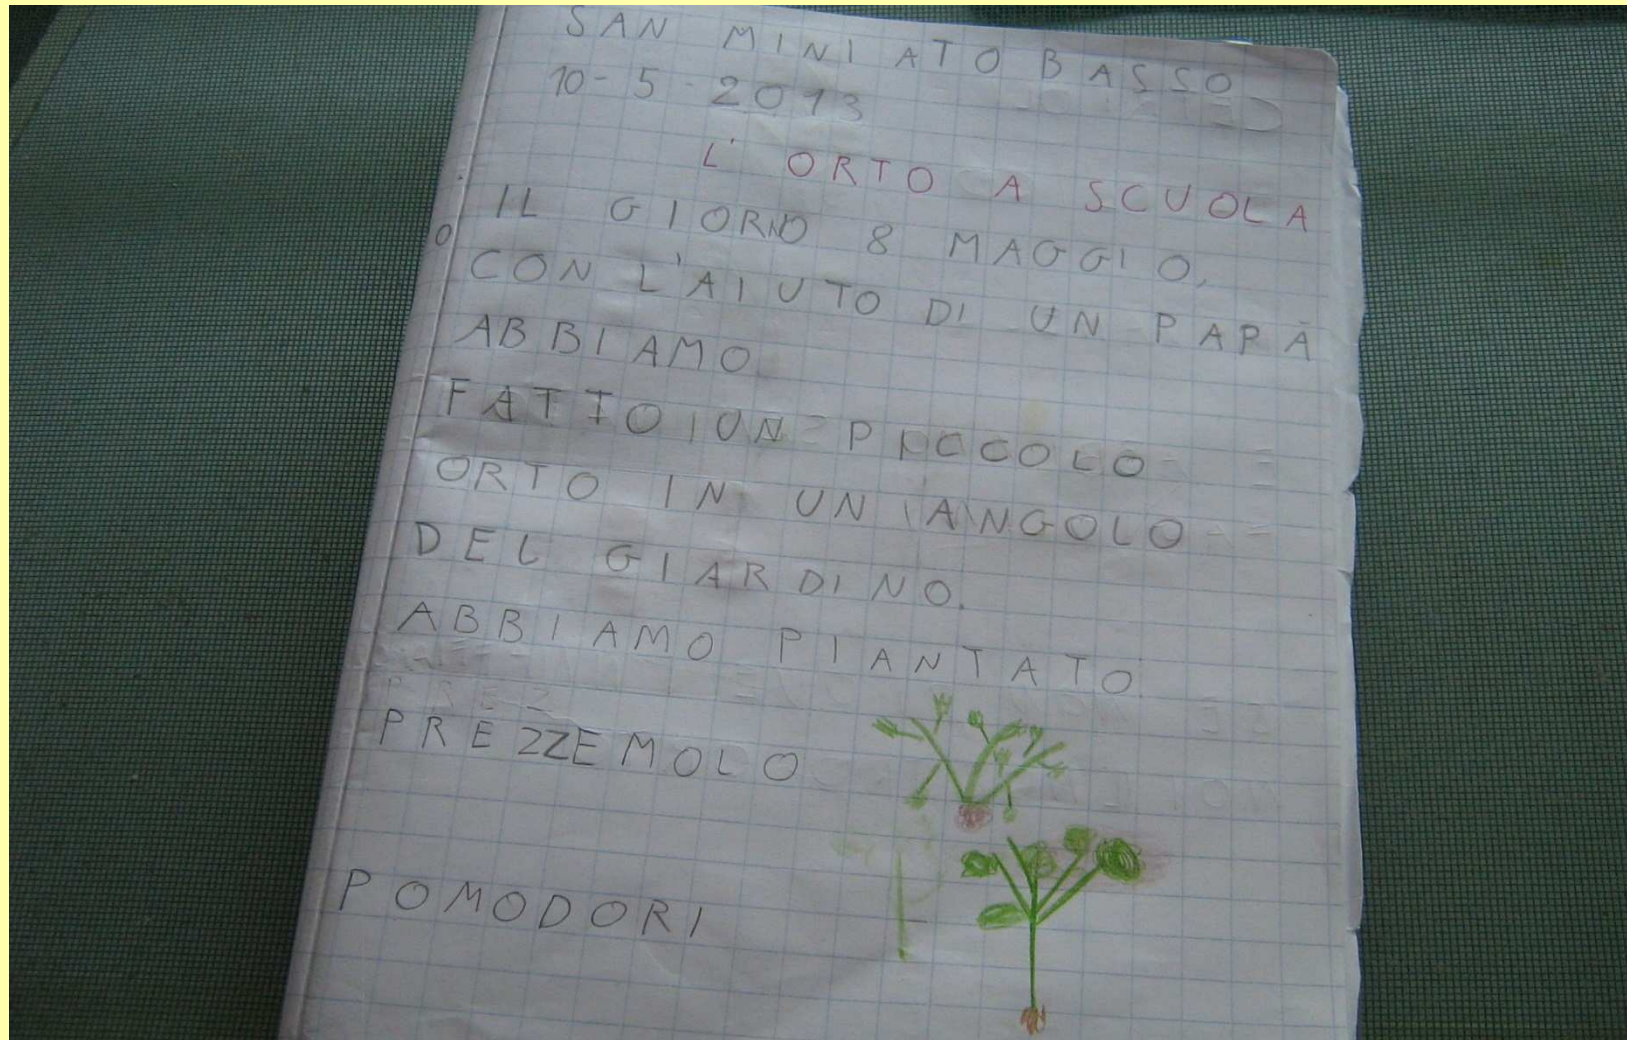 SAN MINIATO BASSO
10-5-2013
L'ORTO A SCUOLA
IL GIORNO 8 MAGGIO,
CON L'AIUTO DI UN PAPÀ
ABBIAMO
FATTO UN PICCOLO
ORTO IN UN ANGOLO
DEL GIARDINO.
ABBIAMO PIANTATO
PREZZEMOLO
POMODORI